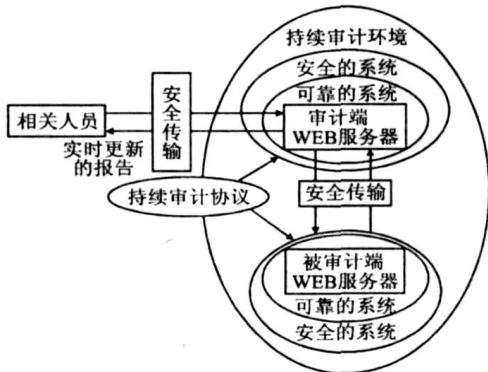 持续审计环境
安全的系统
可靠的系统
审计端
WEB服务器
安全传输
相关人员
实时更新
的报告
持续审计协议
安全传输
被审计端
WEB服务器
可靠的系统
安全的系统